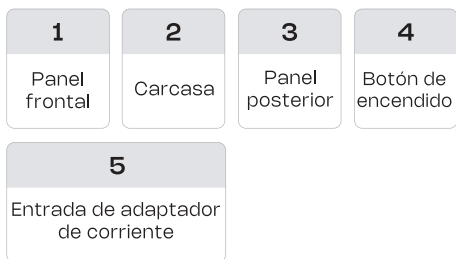 1
Panel
frontal
2
Carcasa
3
Panel
posterior
4
Botón de
encendido
5
Entrada de adaptador
de corriente